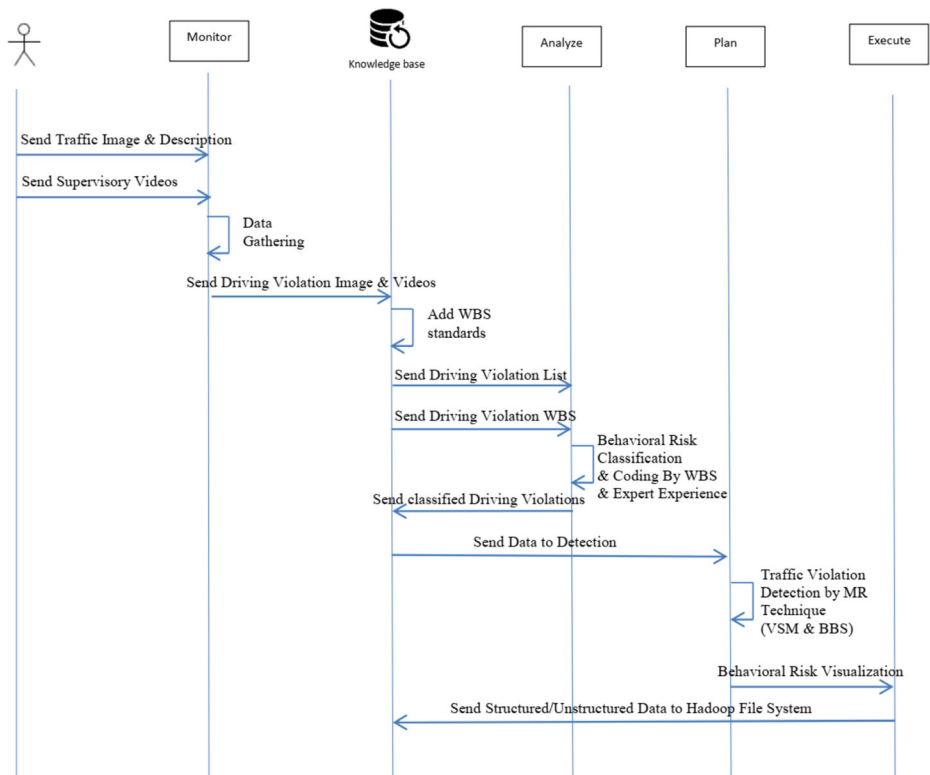 Monitor
Knowledge base
Analyze
Plan
Execute
Send Traffic Image & Description
Send Supervisory Videos
Data
Gathering
Send Driving Violation Image & Videos
Add WBS
standards
Send Driving Violation List
Send Driving Violation WBS
Behavioral Risk
Classification
& Coding By WBS
& Expert Experience
Send classified Driving Violations
Send Data to Detection
Traffic Violation
Detection by MR
Technique
(VSM & BBS)
Behavioral Risk Visualization
Send Structured/Unstructured Data to Hadoop File System